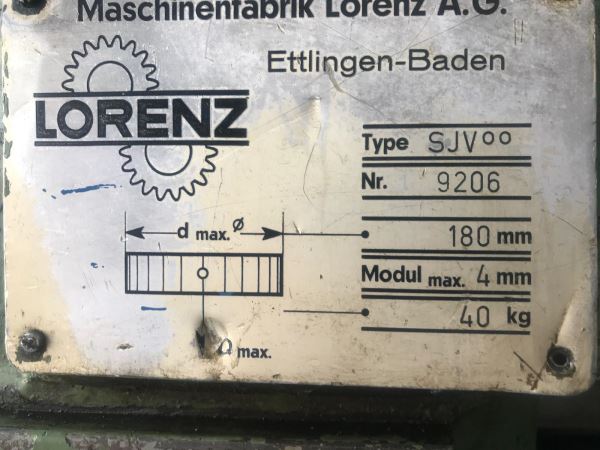 Maschinenfabrik Lorenz A.G.
Ettlingen-Baden
LORENZ
Type SJV°°
Nr. 9206
d max. ø
180 mm
Modul max. 4 mm
40 kg
Q max.